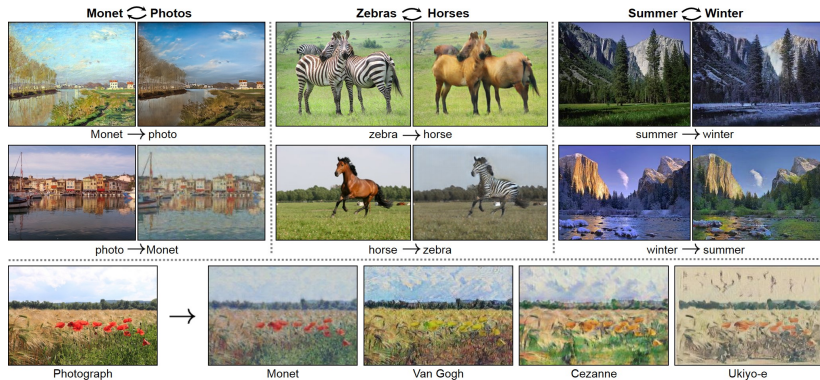 Monet ⟳ Photos
Zebras ⟳ Horses
Summer ⟳ Winter
Monet → photo
zebra → horse
summer → winter
photo → Monet
horse → zebra
winter → summer
Photograph
Monet
Van Gogh
Cezanne
Ukiyo-e